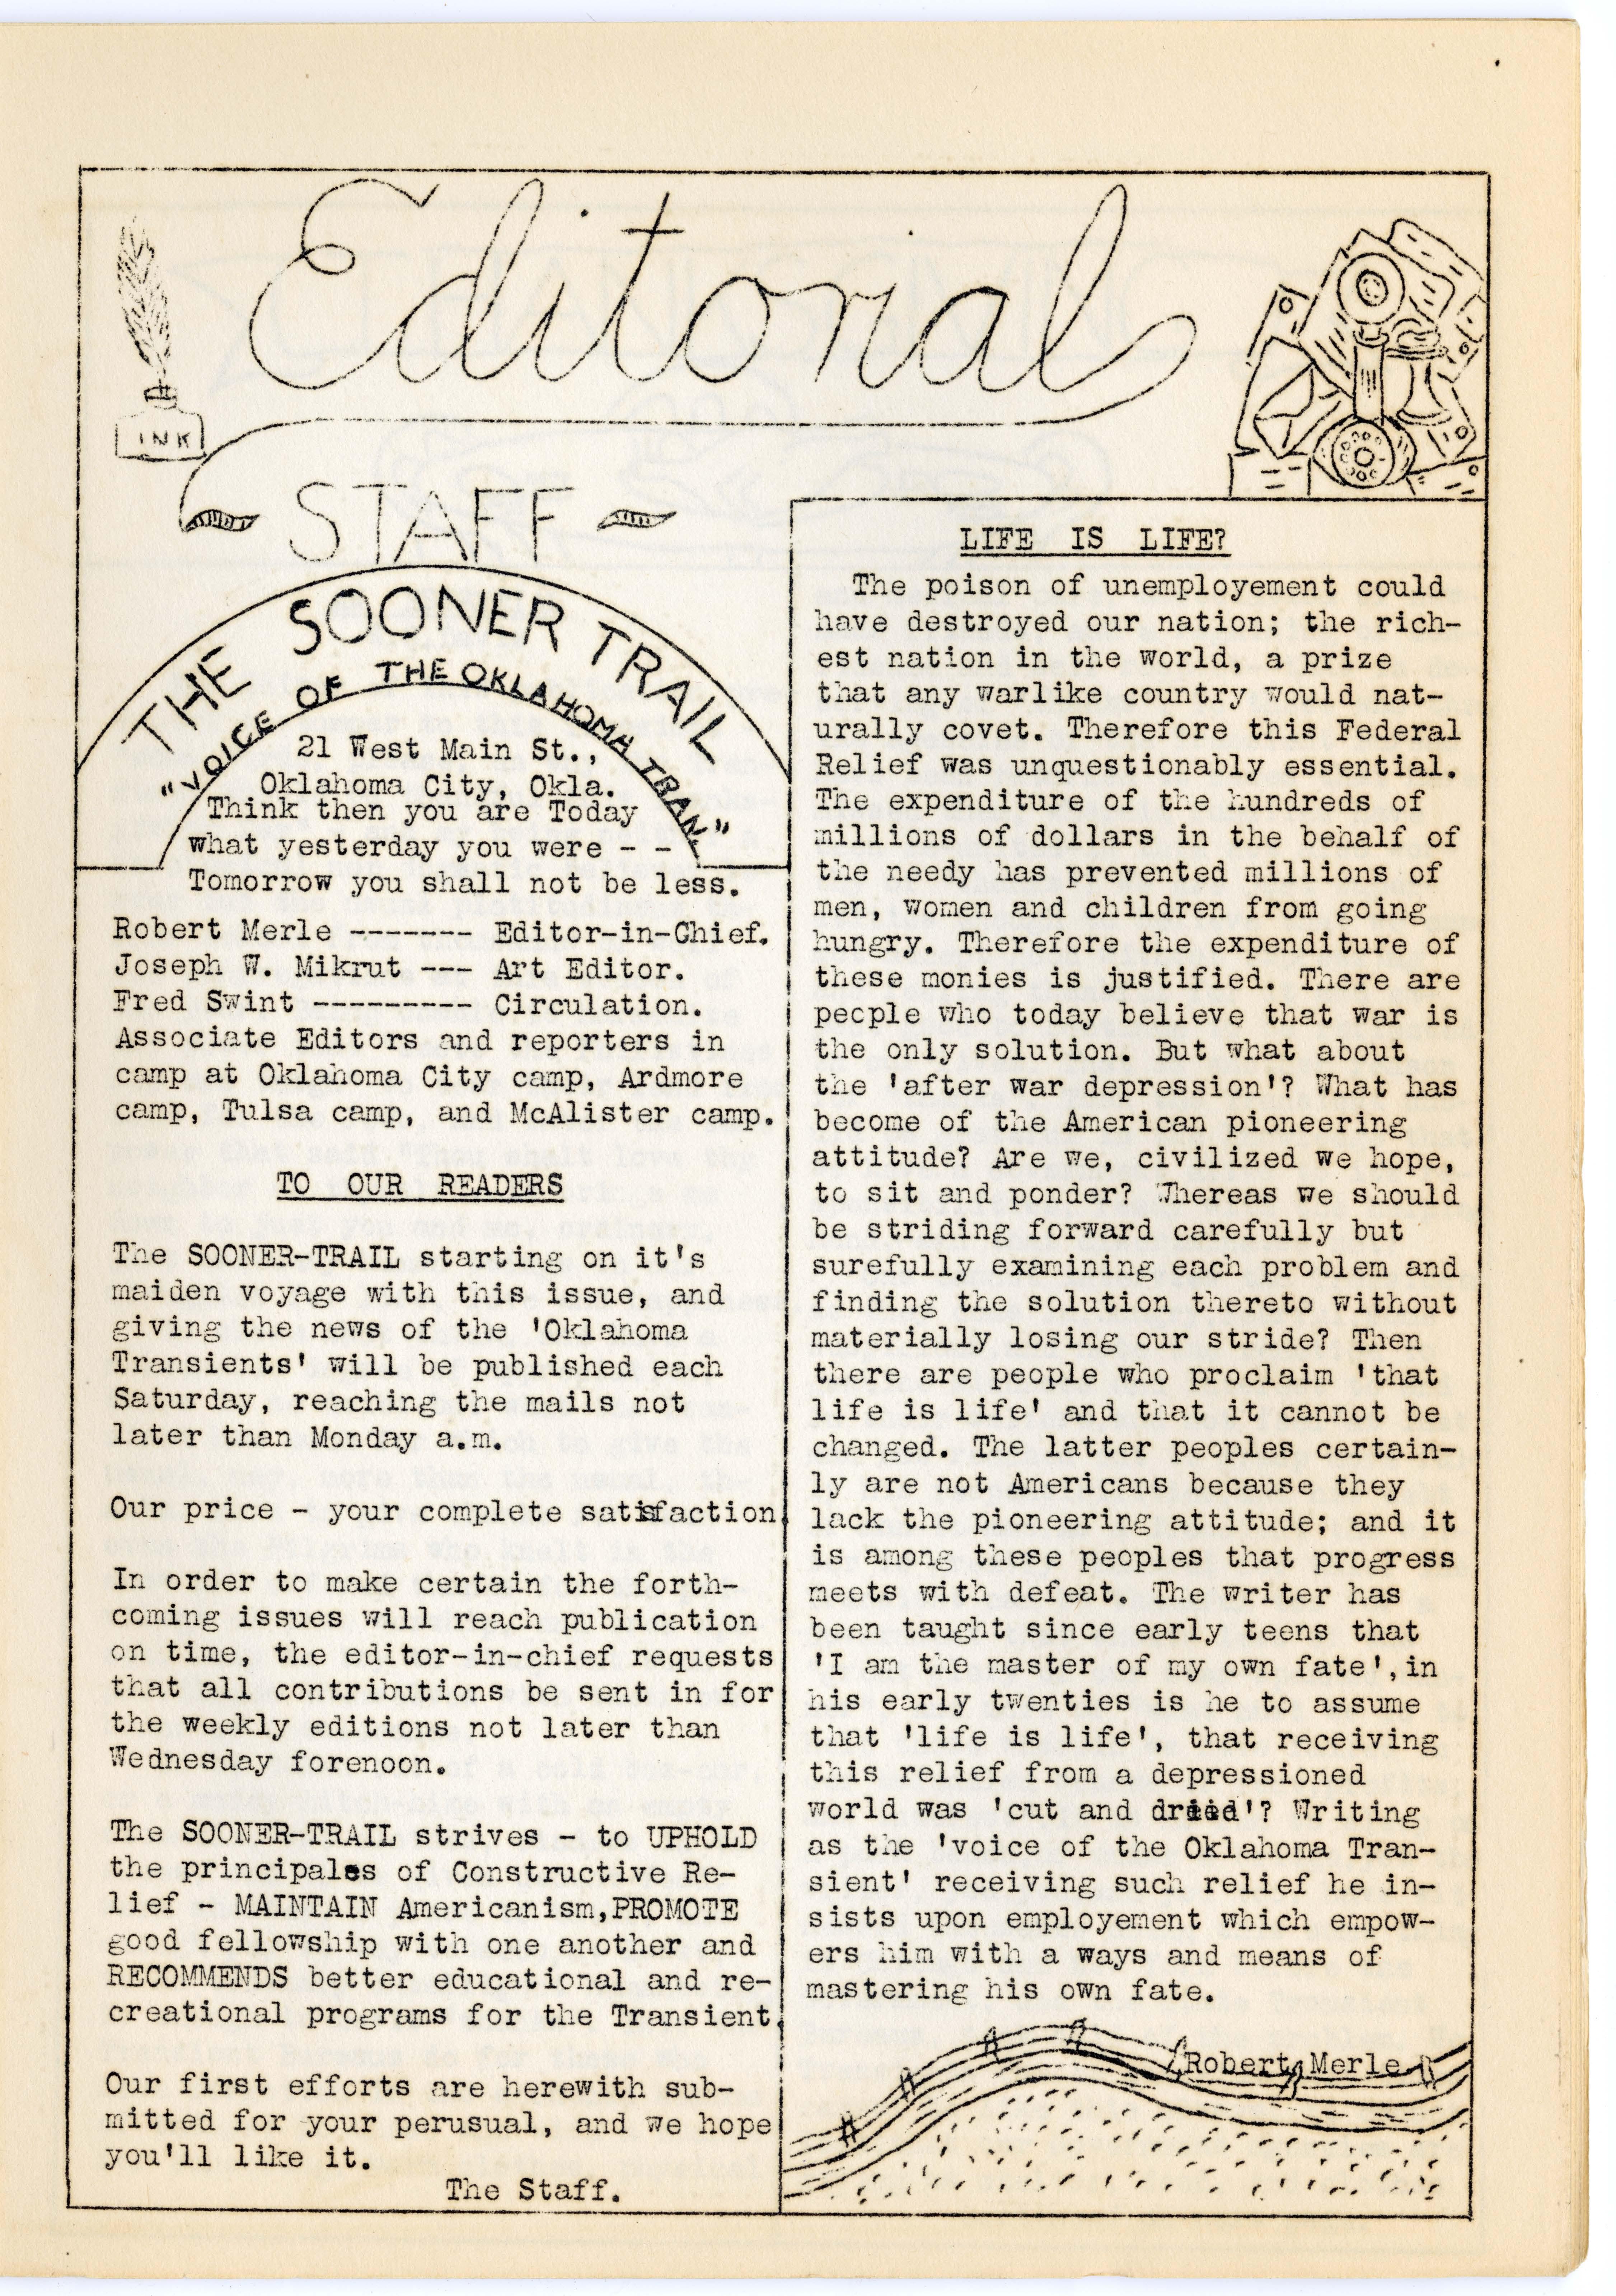 Editorial
INK
STAFF
THE SOONER TRAIL
"VOICE OF THE OKLAHOMA TRAN."
21 West Main St.,
Oklahoma City, Okla.
Think then you are Today
what yesterday you were - -
Tomorrow you shall not be less.
Robert Merle ------- Editor-in-Chief.
Joseph W. Mikrut --- Art Editor.
Fred Swint --------- Circulation.
Associate Editors and reporters in
camp at Oklahoma City camp, Ardmore
camp, Tulsa camp, and McAlister camp.
TO OUR READERS
The SOONER-TRAIL starting on it's
maiden voyage with this issue, and
giving the news of the 'Oklahoma
Transients' will be published each
Saturday, reaching the mails not
later than Monday a.m.
Our price - your complete satisfaction.
In order to make certain the forth-
coming issues will reach publication
on time, the editor-in-chief requests
that all contributions be sent in for
the weekly editions not later than
Wednesday forenoon.
The SOONER-TRAIL strives - to UPHOLD
the principales of Constructive Re-
lief - MAINTAIN Americanism,PROMOTE
good fellowship with one another and
RECOMMENDS better educational and re-
creational programs for the Transient.
Our first efforts are herewith sub-
mitted for your perusual, and we hope
you'll like it.
The Staff.
LIFE IS LIFE?
The poison of unemployement could
have destroyed our nation; the rich-
est nation in the world, a prize
that any warlike country would nat-
urally covet. Therefore this Federal
Relief was unquestionably essential.
The expenditure of the hundreds of
millions of dollars in the behalf of
the needy has prevented millions of
men, women and children from going
hungry. Therefore the expenditure of
these monies is justified. There are
people who today believe that war is
the only solution. But what about
the 'after war depression'? What has
become of the American pioneering
attitude? Are we, civilized we hope,
to sit and ponder? Whereas we should
be striding forward carefully but
surefully examining each problem and
finding the solution thereto without
materially losing our stride? Then
there are people who proclaim 'that
life is life' and that it cannot be
changed. The latter peoples certain-
ly are not Americans because they
lack the pioneering attitude; and it
is among these peoples that progress
meets with defeat. The writer has
been taught since early teens that
'I am the master of my own fate',in
his early twenties is he to assume
that 'life is life', that receiving
this relief from a depressioned
world was 'cut and dried'? Writing
as the 'voice of the Oklahoma Tran-
sient' receiving such relief he in-
sists upon employement which empow-
ers him with a ways and means of
mastering his own fate.
Robert Merle